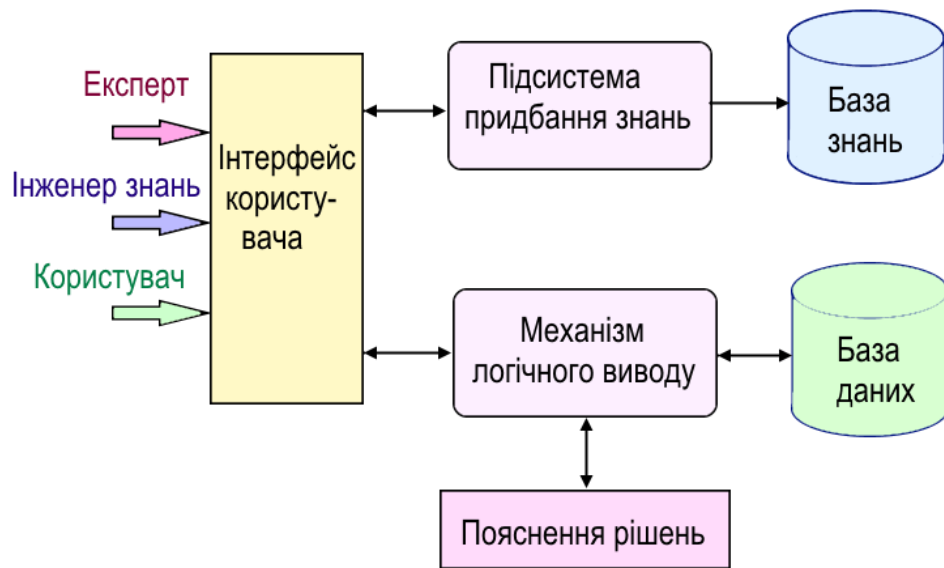 Експерт
Інженер знань
Користувач
Інтерфейс
користу-
вача
Підсистема
придбання знань
База
знань
Механізм
логічного виводу
База
даних
Пояснення рішень